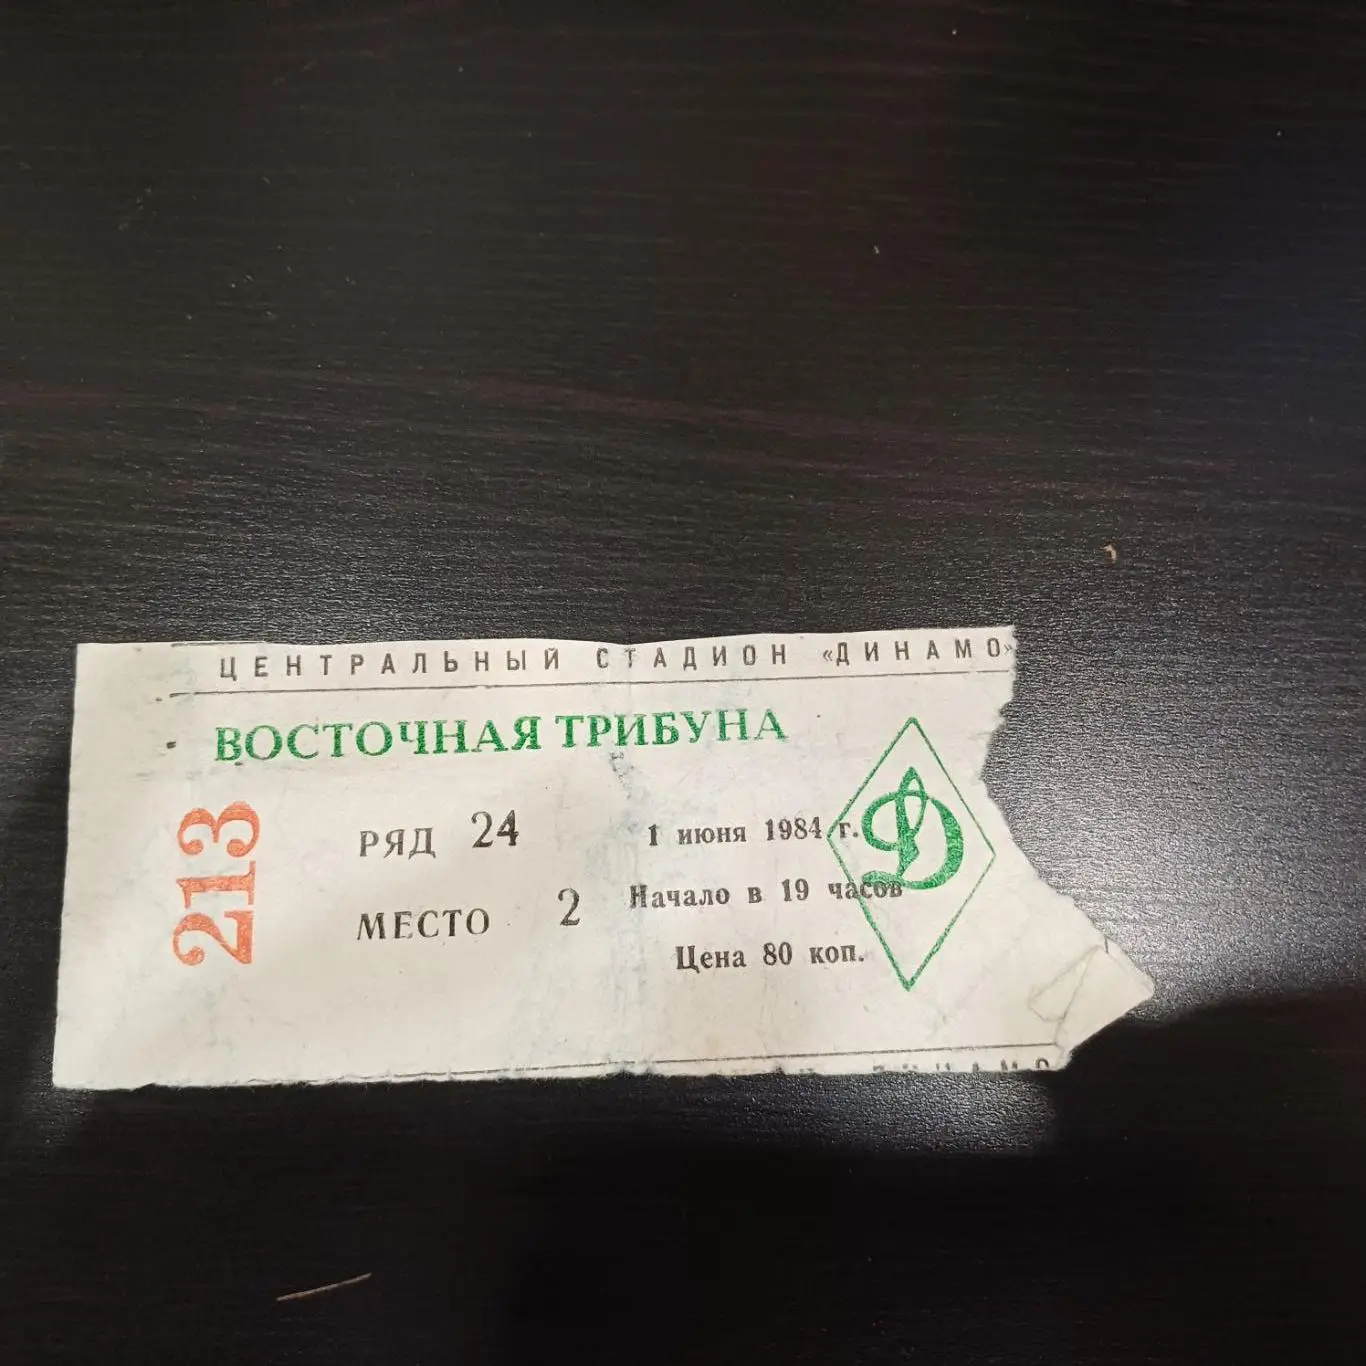 ЦЕНТРАЛЬНЫЙ СТАДИОН «ДИНАМО»
ВОСТОЧНАЯ ТРИБУНА
213
РЯД 24
МЕСТО 2
1 июня 1984 г.
Начало в 19 часов
Цена 80 коп.
Д